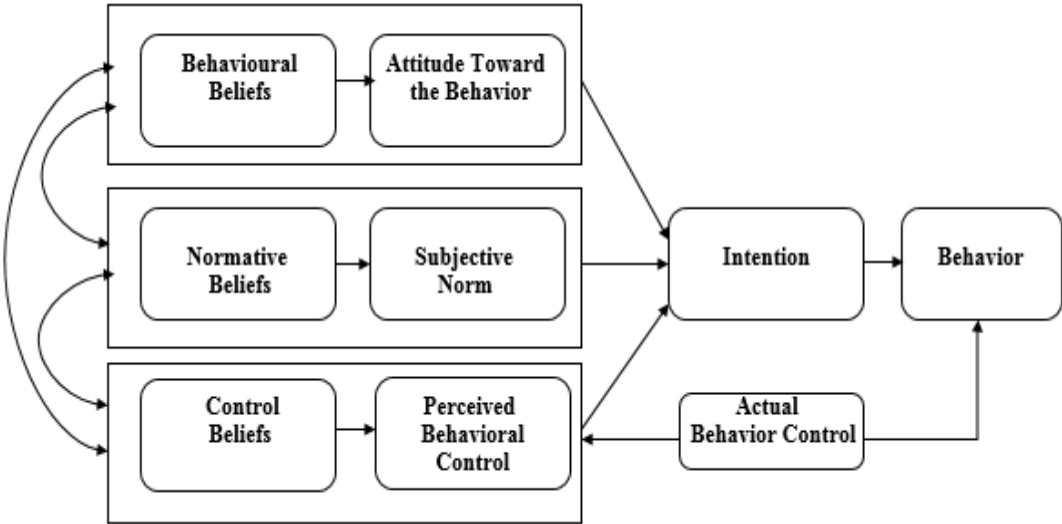 Behavioural
Beliefs
Attitude Toward
the Behavior
Normative
Beliefs
Subjective
Norm
Intention
Behavior
Control
Beliefs
Perceived
Behavioral
Control
Actual
Behavior Control